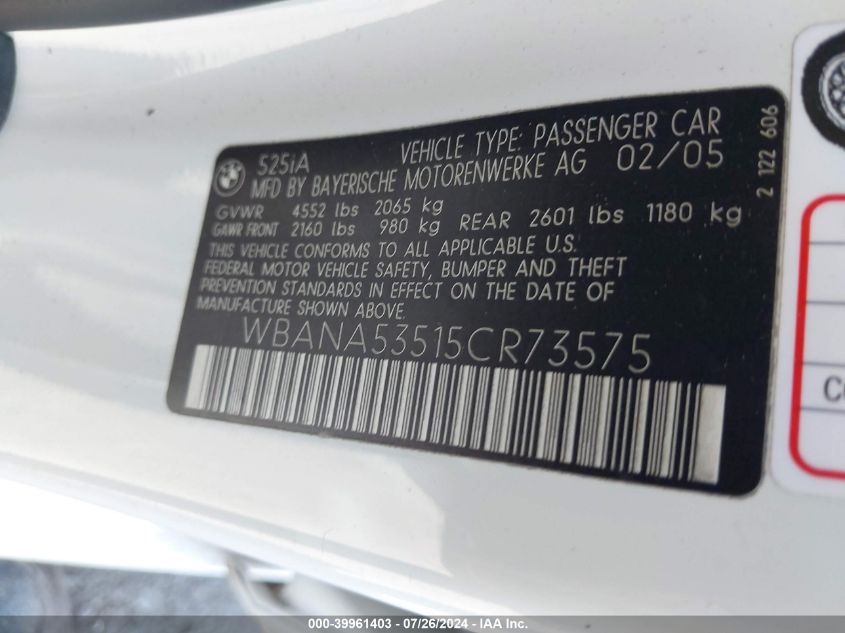 525iA VEHICLE TYPE: PASSENGER CAR
MFD BY BAYERISCHE MOTORENWERKE AG 02/05
GVWR 4552 lbs 2065 kg
GAWR FRONT 2160 lbs 980 kg REAR 2601 lbs 1180 kg
THIS VEHICLE CONFORMS TO ALL APPLICABLE U.S.
FEDERAL MOTOR VEHICLE SAFETY, BUMPER AND THEFT
PREVENTION STANDARDS IN EFFECT ON THE DATE OF
MANUFACTURE SHOWN ABOVE.
WBANA53515CR73575
2 122 606
000-39961403 - 07/26/2024 - IAA Inc.